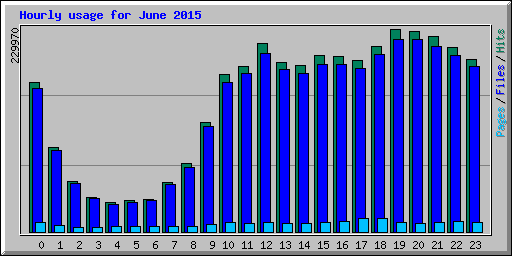 Hourly usage for June 2015
229970
Pages/Files/Hits
0 1 2 3 4 5 6 7 8 9 10 11 12 13 14 15 16 17 18 19 20 21 22 23